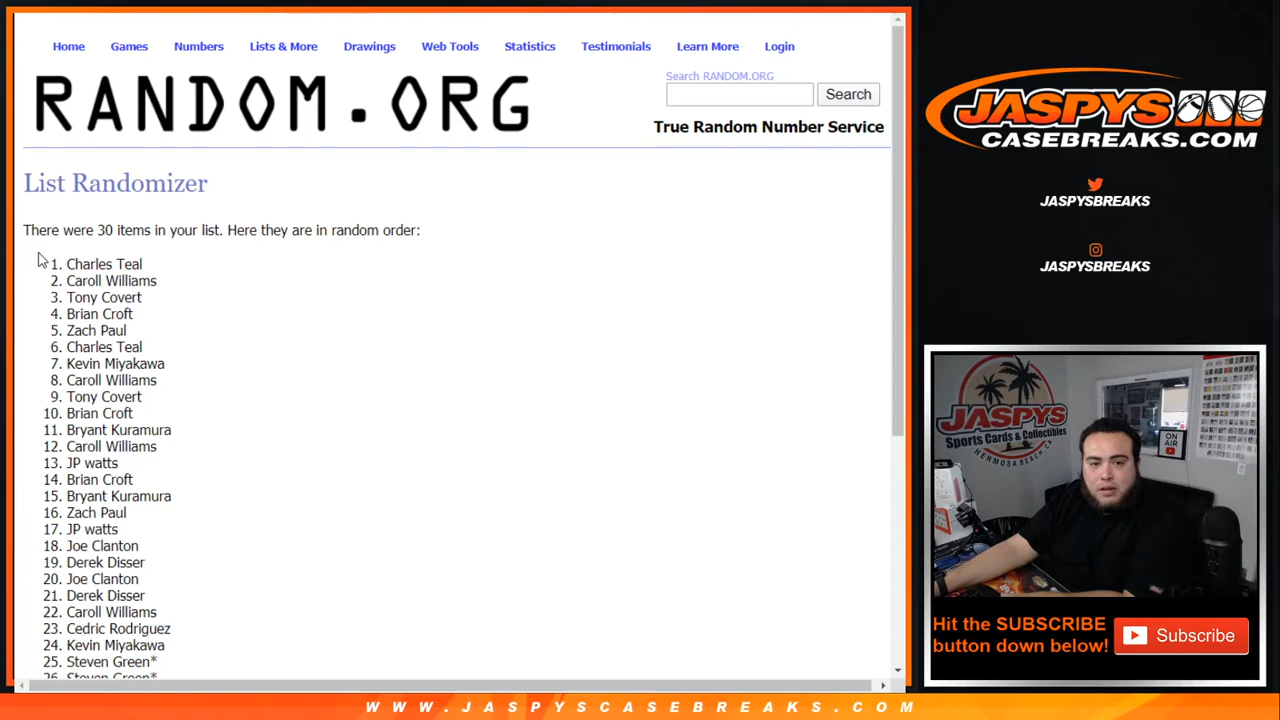 Home Games Numbers Lists & More Drawings Web Tools Statistics Testimonials Learn More Login
RANDOM.ORG
Search RANDOM.ORG
Search
True Random Number Service
List Randomizer
There were 30 items in your list. Here they are in random order:
1. Charles Teal
2. Caroll Williams
3. Tony Covert
4. Brian Croft
5. Zach Paul
6. Charles Teal
7. Kevin Miyakawa
8. Caroll Williams
9. Tony Covert
10. Brian Croft
11. Bryant Kuramura
12. Caroll Williams
13. JP watts
14. Brian Croft
15. Bryant Kuramura
16. Zach Paul
17. JP watts
18. Joe Clanton
19. Derek Disser
20. Joe Clanton
21. Derek Disser
22. Caroll Williams
23. Cedric Rodriguez
24. Kevin Miyakawa
25. Steven Green*
26. Steven Green*
JASPYS
CASEBREAKS.COM
JASPYSBREAKS
JASPYSBREAKS
JASPYS
Sports Cards & Collectibles
HERMOSA BEACH, CA
ON
AIR
Hit the SUBSCRIBE
button down below!
Subscribe
WWW.JASPYSCASEBREAKS.COM